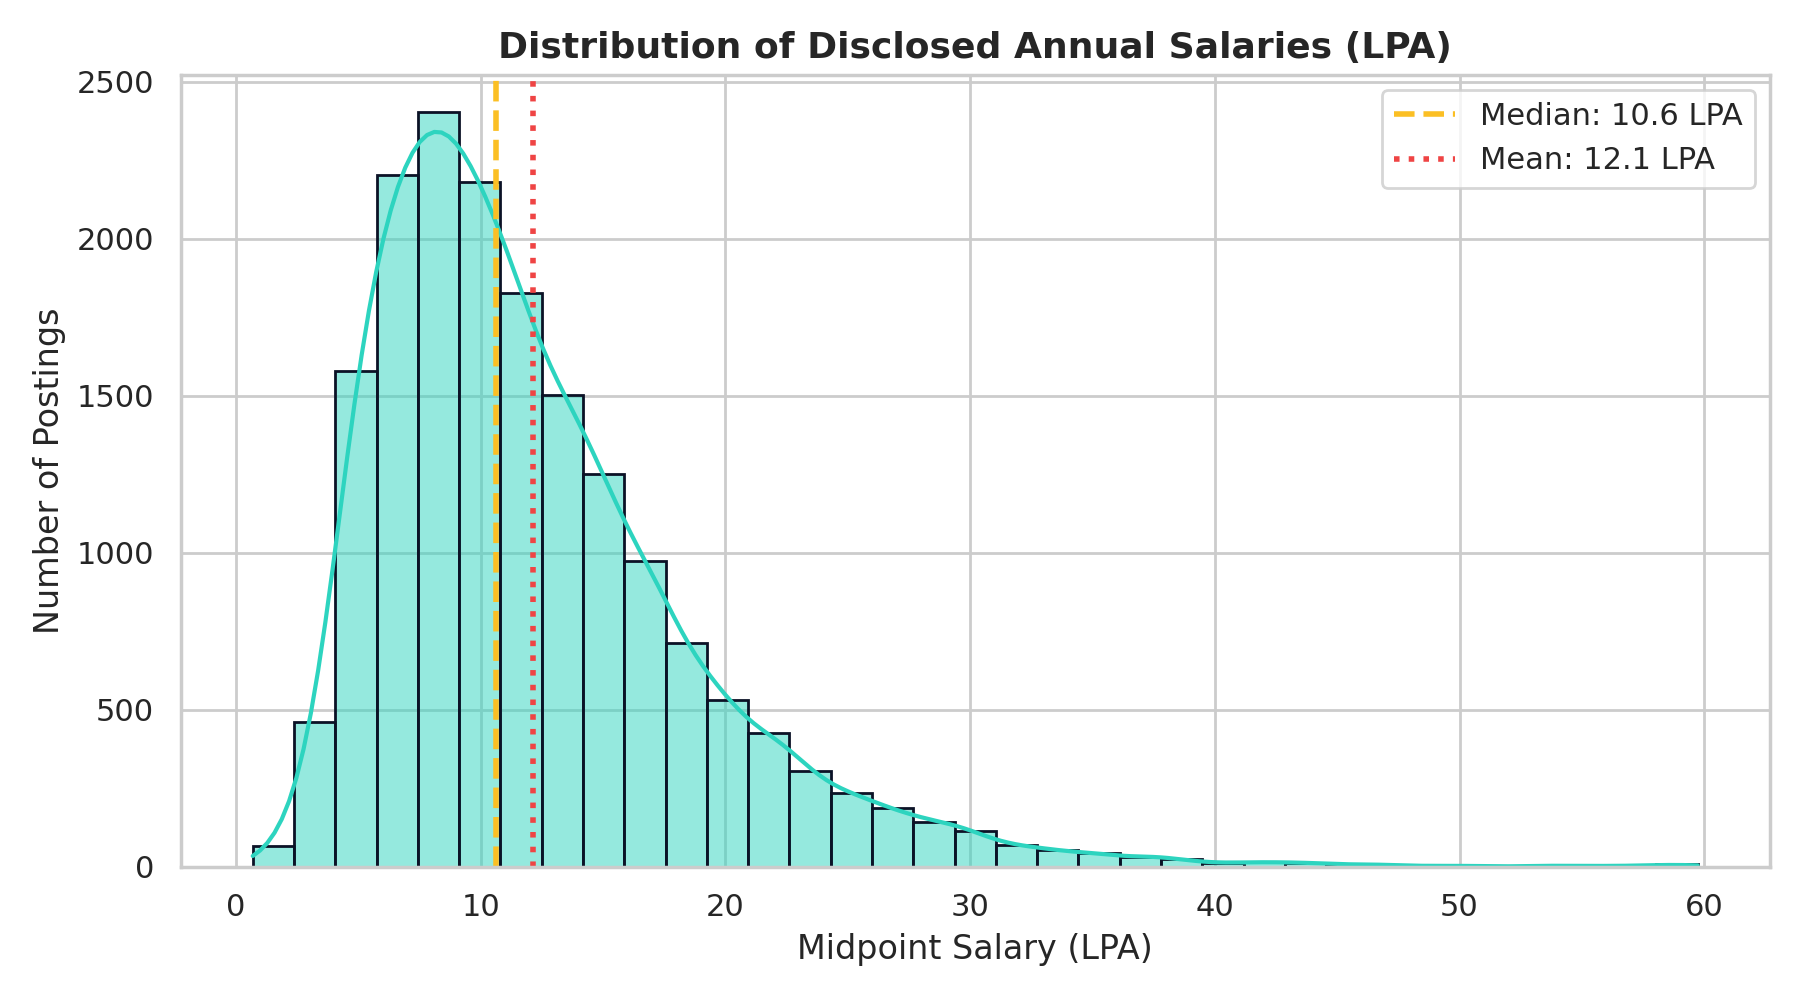 Distribution of Disclosed Annual Salaries (LPA)
Median: 10.6 LPA
Mean: 12.1 LPA
Number of Postings
2500
2000
1500
1000
500
0
0 10 20 30 40 50 60
Midpoint Salary (LPA)